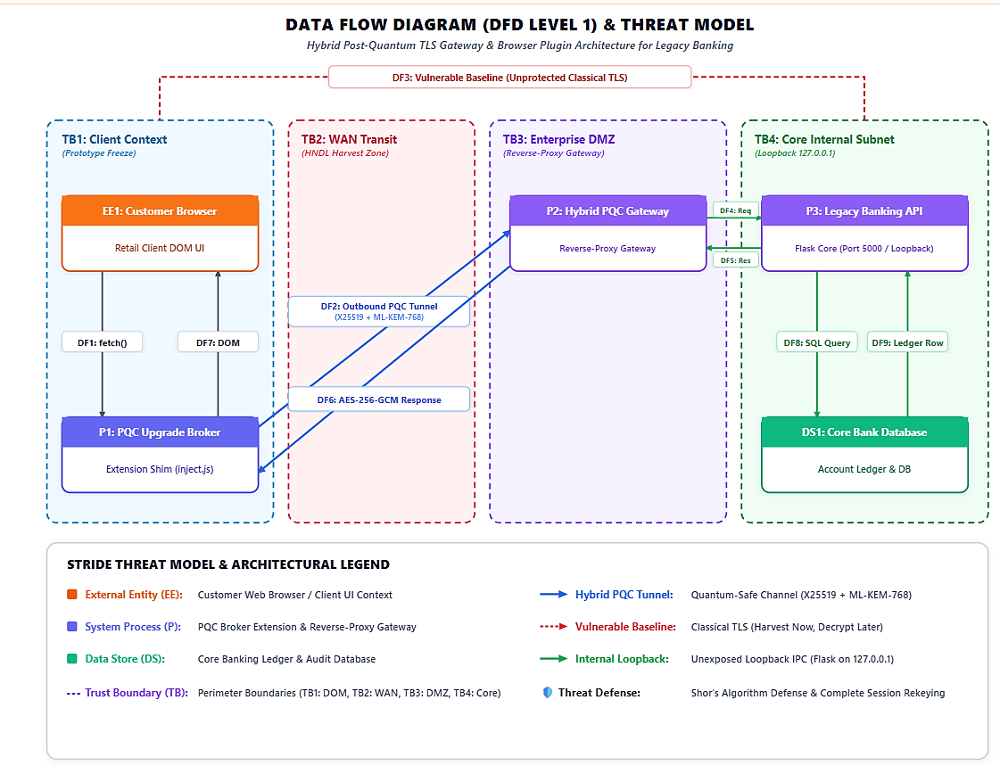 DATA FLOW DIAGRAM (DFD LEVEL 1) & THREAT MODEL
Hybrid Post-Quantum TLS Gateway & Browser Plugin Architecture for Legacy Banking
DF3: Vulnerable Baseline (Unprotected Classical TLS)
TB1: Client Context
(Prototype Freeze)
EE1: Customer Browser
Retail Client DOM UI
DF1: fetch()
DF7: DOM
P1: PQC Upgrade Broker
Extension Shim (inject.js)
TB2: WAN Transit
(HNDL Harvest Zone)
DF2: Outbound PQC Tunnel
(X25519 + ML-KEM-768)
DF6: AES-256-GCM Response
TB3: Enterprise DMZ
(Reverse-Proxy Gateway)
P2: Hybrid PQC Gateway
Reverse-Proxy Gateway
DF4: Req
DF5: Res
TB4: Core Internal Subnet
(Loopback 127.0.0.1)
P3: Legacy Banking API
Flask Core (Port 5000 / Loopback)
DF8: SQL Query
DF9: Ledger Row
DS1: Core Bank Database
Account Ledger & DB
STRIDE THREAT MODEL & ARCHITECTURAL LEGEND
External Entity (EE): Customer Web Browser / Client UI Context
System Process (P): PQC Broker Extension & Reverse-Proxy Gateway
Data Store (DS): Core Banking Ledger & Audit Database
Trust Boundary (TB): Perimeter Boundaries (TB1: DOM, TB2: WAN, TB3: DMZ, TB4: Core)
Hybrid PQC Tunnel: Quantum-Safe Channel (X25519 + ML-KEM-768)
Vulnerable Baseline: Classical TLS (Harvest Now, Decrypt Later)
Internal Loopback: Unexposed Loopback IPC (Flask on 127.0.0.1)
Threat Defense: Shor's Algorithm Defense & Complete Session Rekeying